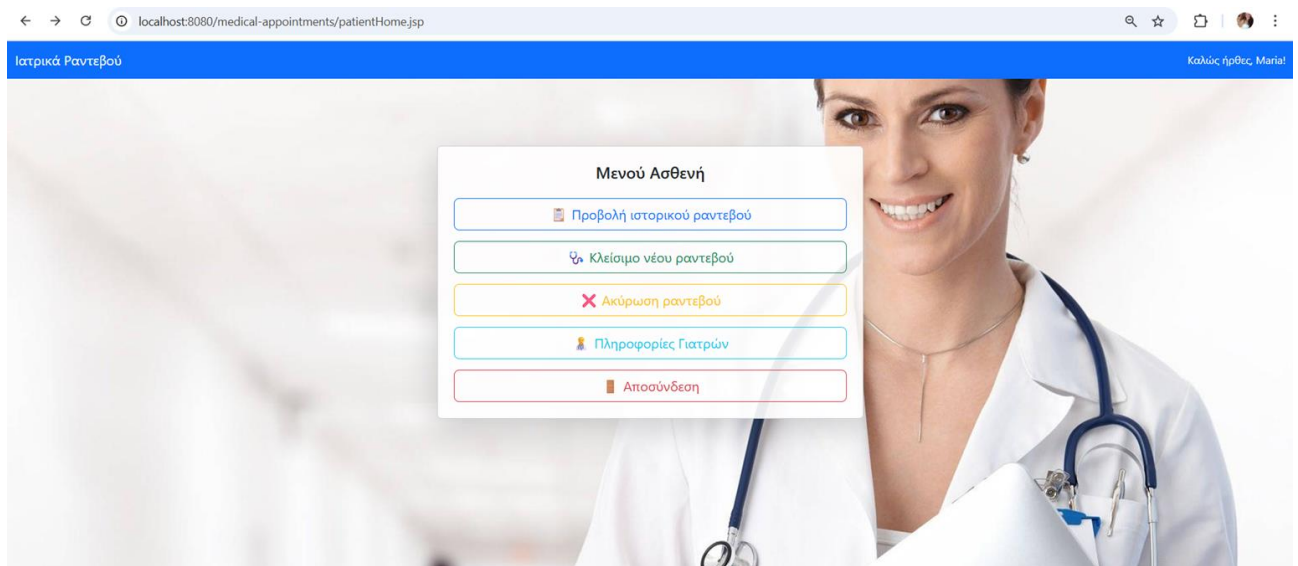 localhost:8080/medical-appointments/patientHome.jsp
Ιατρικά Ραντεβού
Καλώς ήρθες, Maria!
Μενού Ασθενή
Προβολή ιστορικού ραντεβού
Κλείσιμο νέου ραντεβού
Ακύρωση ραντεβού
Πληροφορίες Γιατρών
Αποσύνδεση